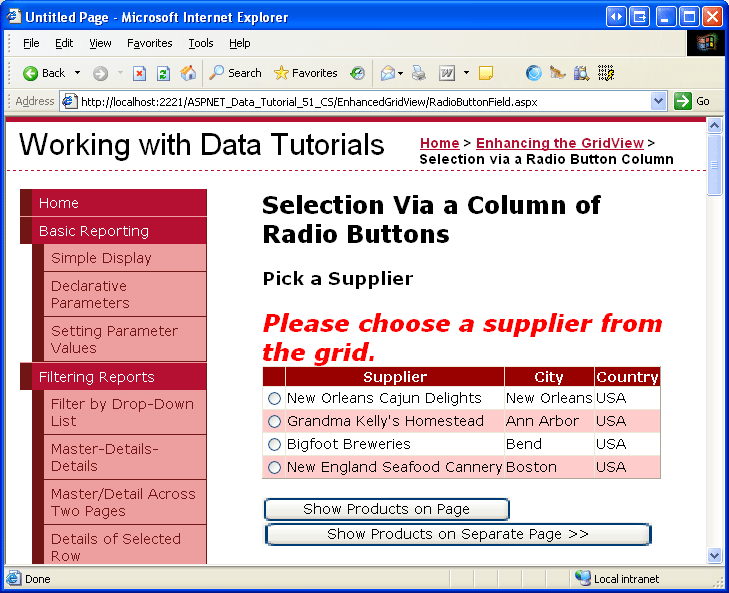 Untitled Page - Microsoft Internet Explorer
File Edit View Favorites Tools Help
Back Search Favorites
Address http://localhost:2221/ASPNET_Data_Tutorial_51_CS/EnhancedGridView/RadioButtonField.aspx Go
Working with Data Tutorials
Home > Enhancing the GridView >
Selection via a Radio Button Column
Home
Basic Reporting
Simple Display
Declarative
Parameters
Setting Parameter
Values
Filtering Reports
Filter by Drop-Down
List
Master-Details-
Details
Master/Detail Across
Two Pages
Details of Selected
Row
Selection Via a Column of
Radio Buttons
Pick a Supplier
Please choose a supplier from
the grid.
Supplier City Country
New Orleans Cajun Delights New Orleans USA
Grandma Kelly's Homestead Ann Arbor USA
Bigfoot Breweries Bend USA
New England Seafood Cannery Boston USA
Show Products on Page
Show Products on Separate Page >>
Done Local intranet